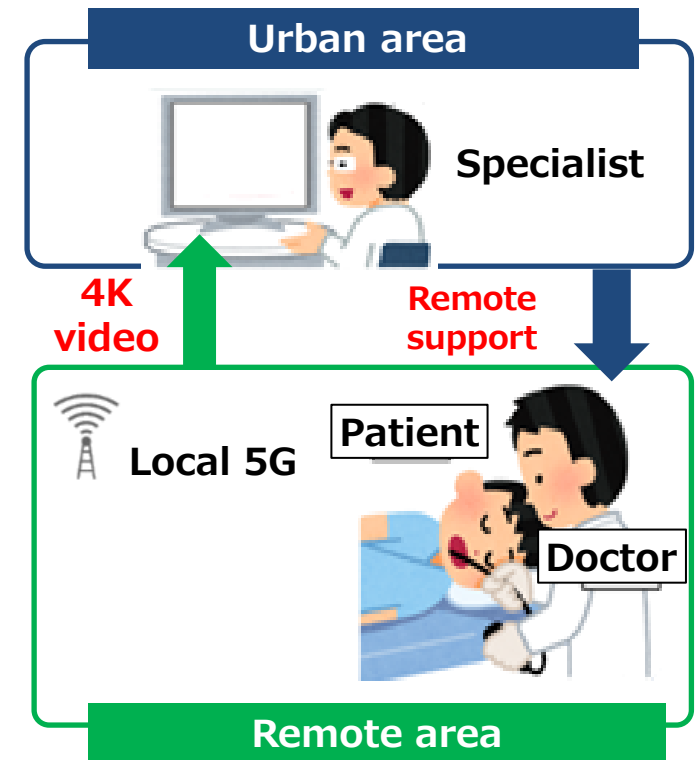 Urban area
Specialist
4K
video
Remote
support
Local 5G
Patient
Doctor
Remote area